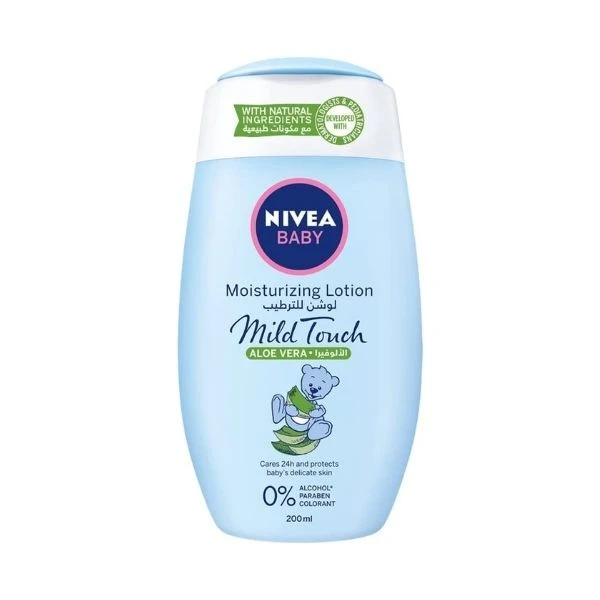 WITH NATURAL
INGREDIENTS
مع مكونات طبيعية
DERMATOLOGISTS & PEDIATRICIANS
DEVELOPED
WITH
NIVEA
BABY
Moisturizing Lotion
لوشن للترطيب
Mild Touch
ALOE VERA • الألوفيرا
Cares 24h and protects
baby's delicate skin
0% ALCOHOL*
PARABEN
COLORANT
200ml